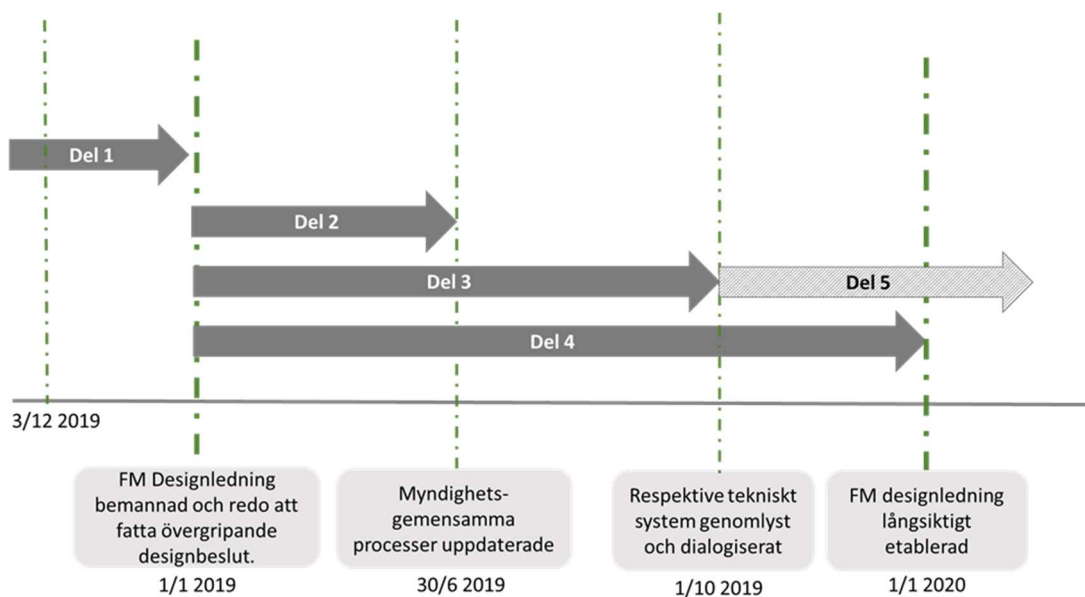 Del 1
Del 2
Del 3
Del 5
Del 4
3/12 2019
FM Designledning
bemannad och redo att
fatta övergripande
designbeslut.
1/1 2019
Myndighets-
gemensamma
processer uppdaterade
30/6 2019
Respektive tekniskt
system genomlyst
och dialogiserat
1/10 2019
FM designledning
långsiktigt
etablerad
1/1 2020